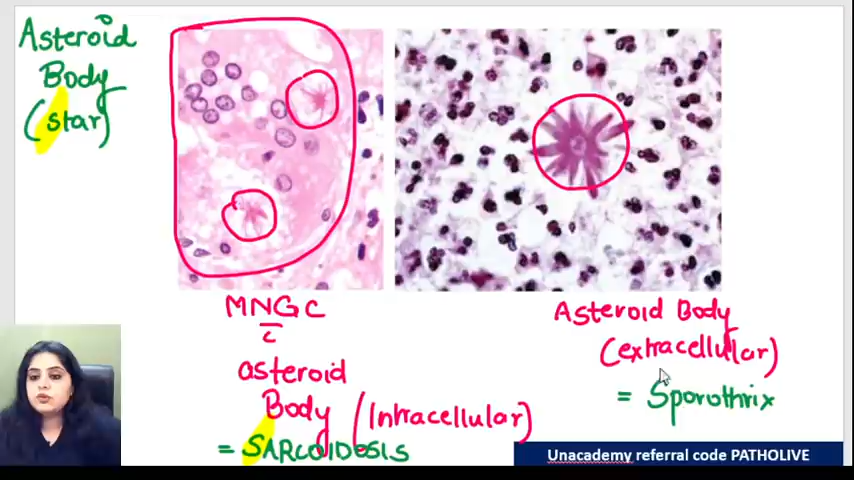 Asteroid
Body
(star)
MNGC
c
asteroid
Body (Intracellular)
= SARCOIDOSIS
Asteroid Body
(extracellular)
= Sporothrix
Unacademy referral code PATHOLIVE